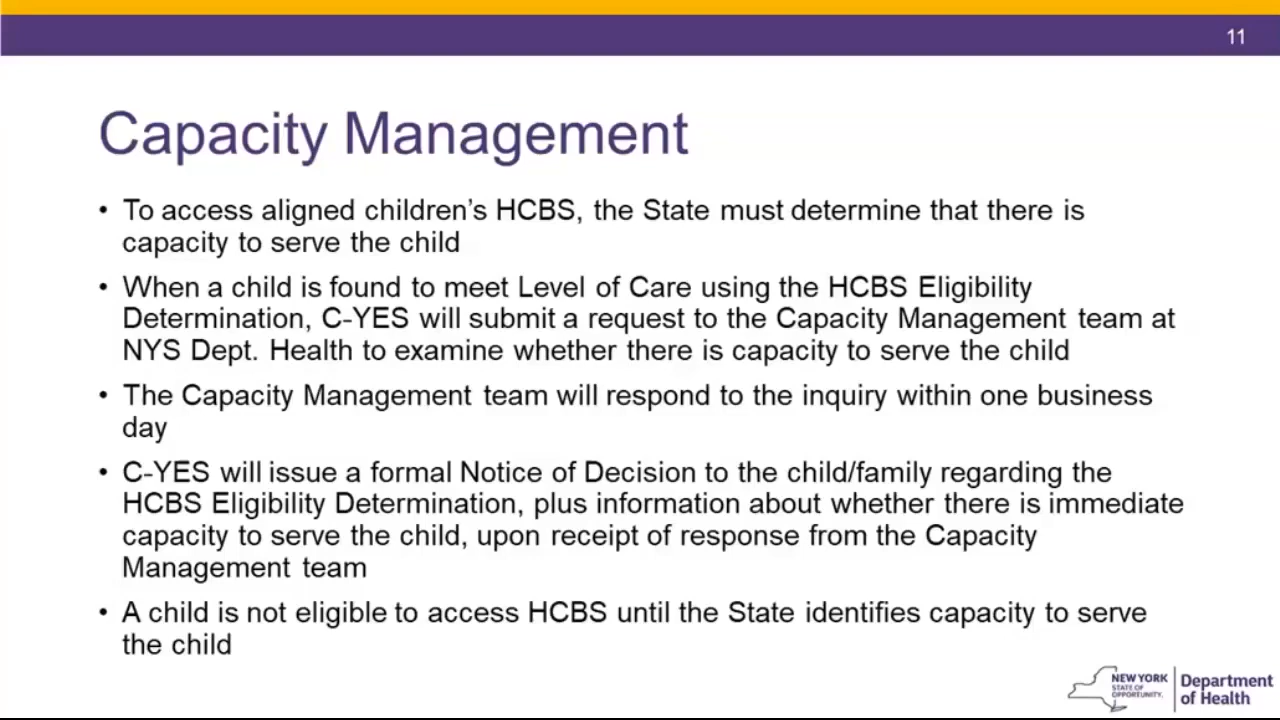 11
Capacity Management
• To access aligned children’s HCBS, the State must determine that there is
capacity to serve the child
• When a child is found to meet Level of Care using the HCBS Eligibility
Determination, C-YES will submit a request to the Capacity Management team at
NYS Dept. Health to examine whether there is capacity to serve the child
• The Capacity Management team will respond to the inquiry within one business
day
• C-YES will issue a formal Notice of Decision to the child/family regarding the
HCBS Eligibility Determination, plus information about whether there is immediate
capacity to serve the child, upon receipt of response from the Capacity
Management team
• A child is not eligible to access HCBS until the State identifies capacity to serve
the child
NEW YORK
STATE OF
OPPORTUNITY.
Department
of Health